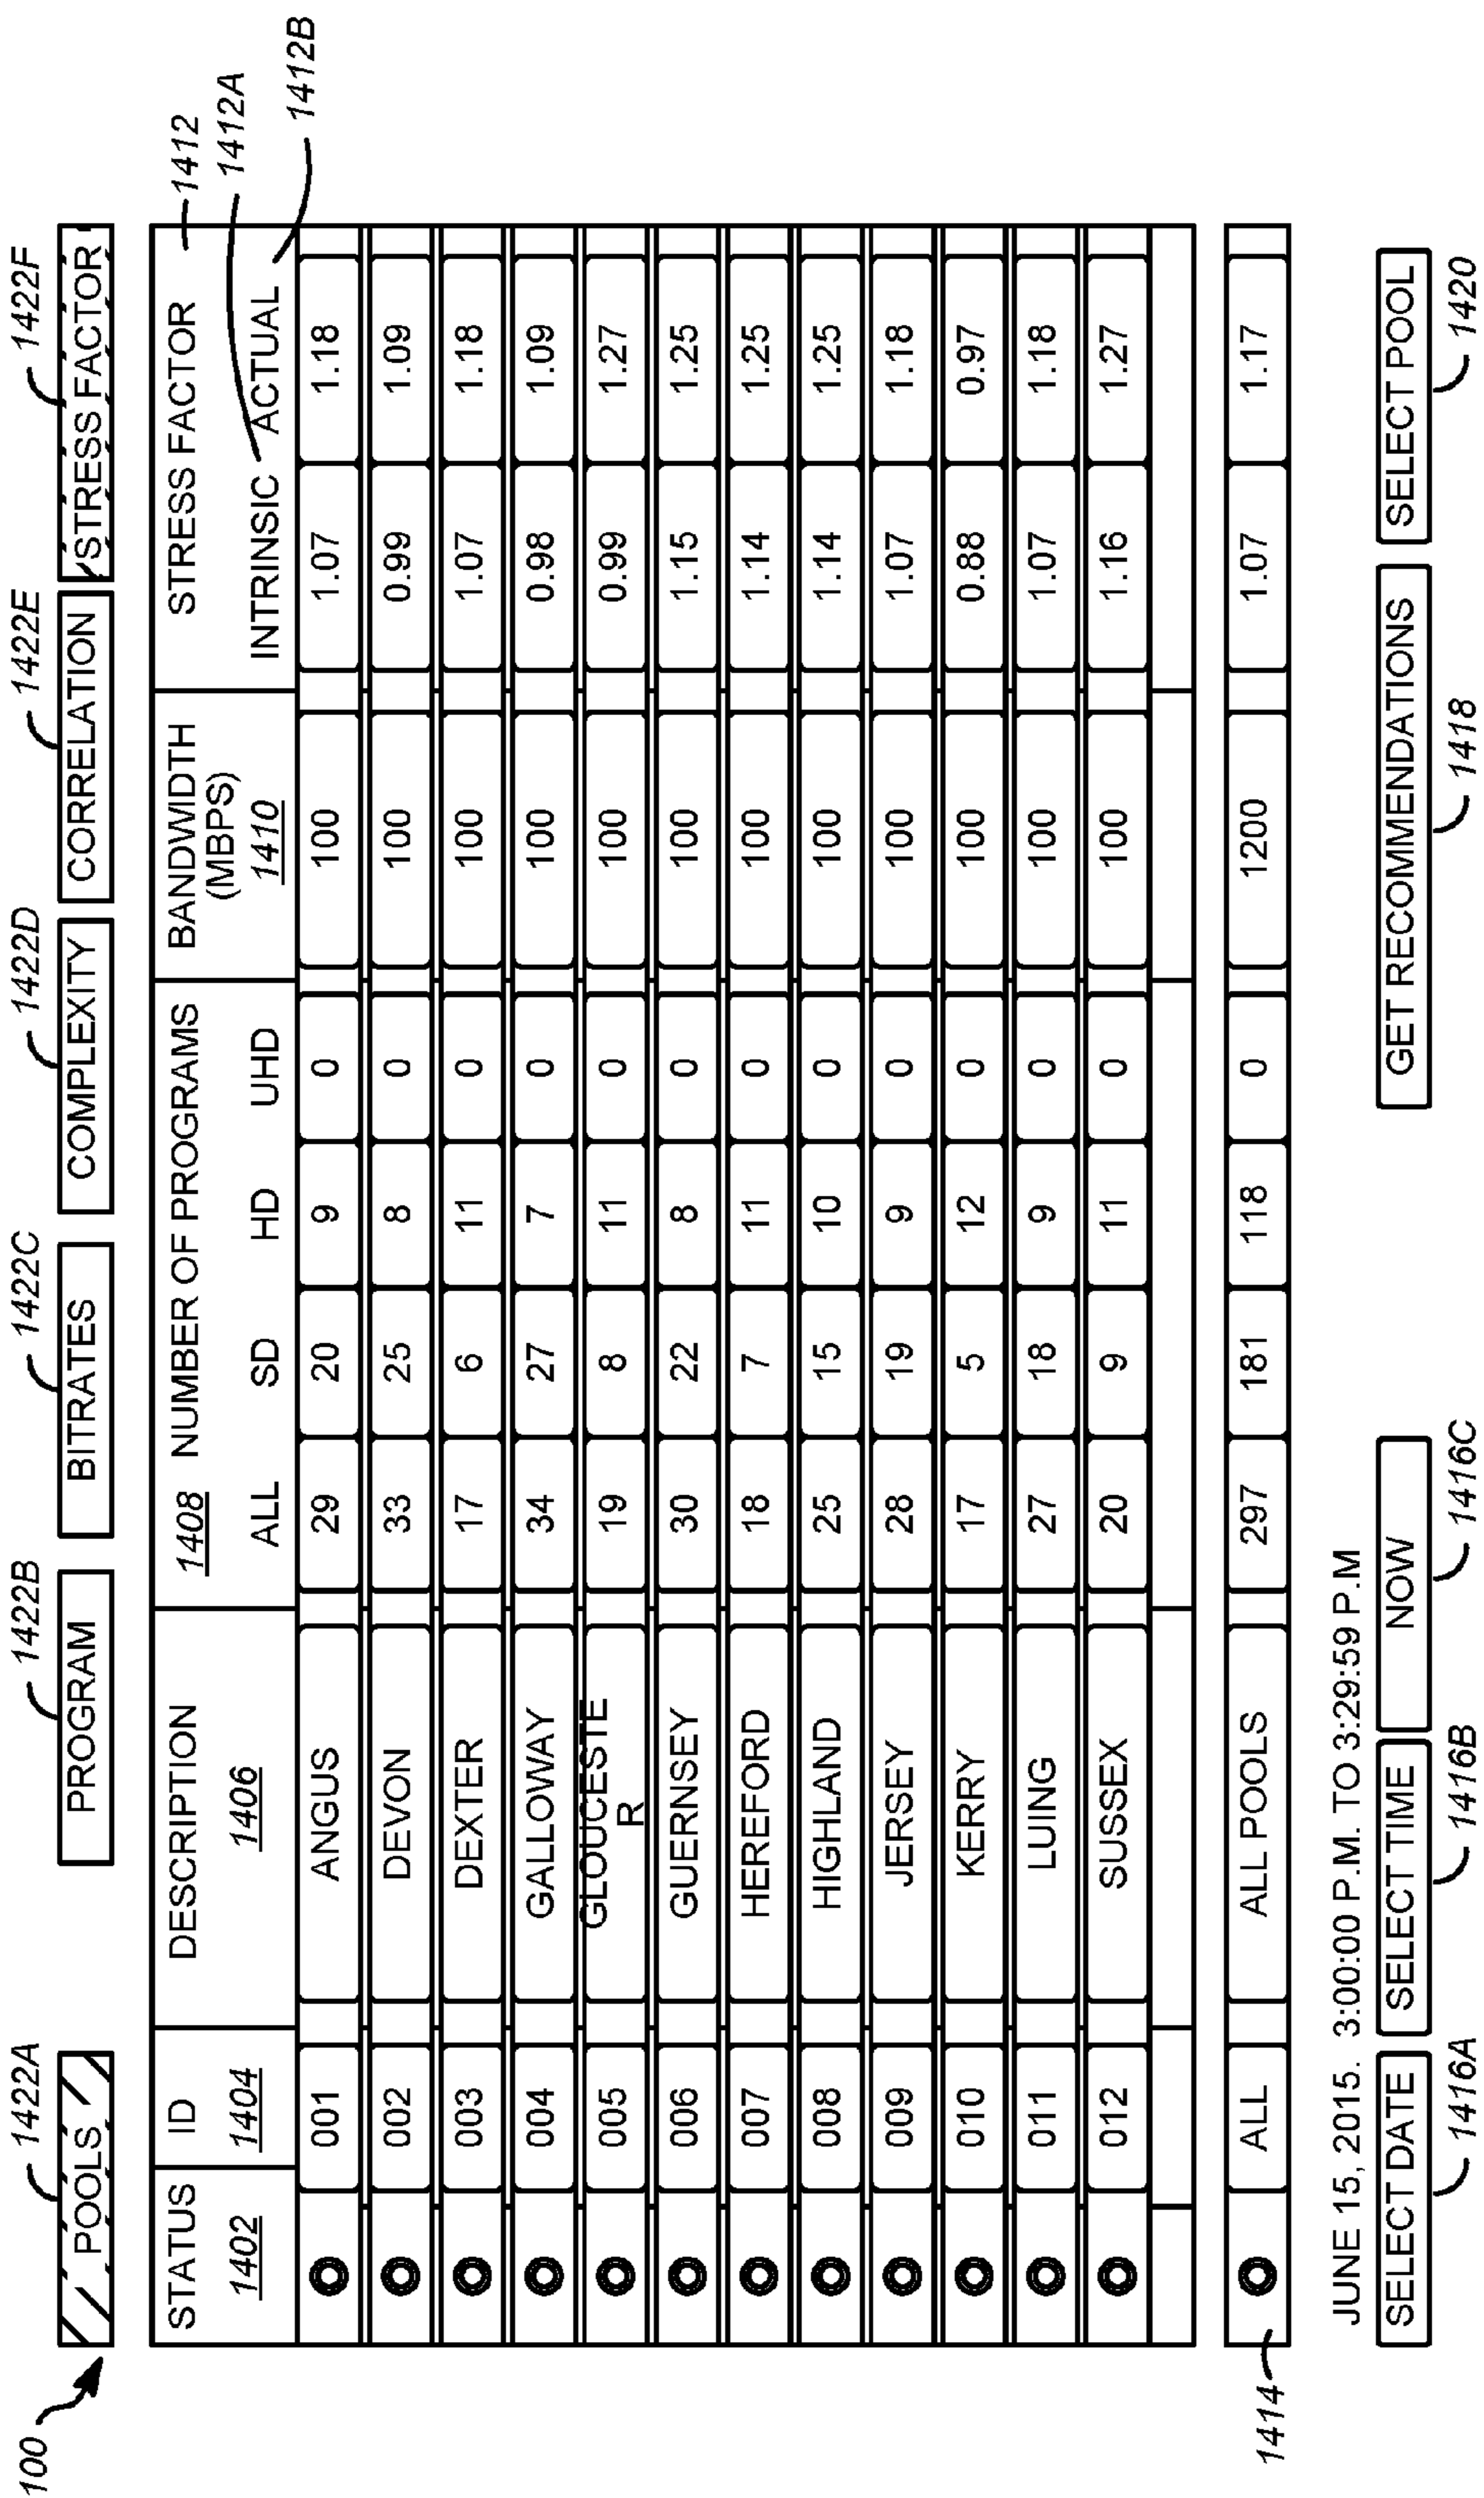 100
1422A 1422B 1422C 1422D 1422E 1422F
POOLS PROGRAM BITRATES COMPLEXITY CORRELATION STRESS FACTOR
STATUS ID DESCRIPTION 1408 NUMBER OF PROGRAMS BANDWIDTH STRESS FACTOR 1412
(MBPS) 1412A
1402 1404 1406 ALL SD HD UHD 1410 INTRINSIC ACTUAL 1412B
001 ANGUS 29 20 9 0 100 1.07 1.18
002 DEVON 33 25 8 0 100 0.99 1.09
003 DEXTER 17 6 11 0 100 1.07 1.18
004 GALLOWAY 34 27 7 0 100 0.98 1.09
005 GLOUCESTE 19 8 11 0 100 0.99 1.27
R
006 GUERNSEY 30 22 8 0 100 1.15 1.25
007 HEREFORD 18 7 11 0 100 1.14 1.25
008 HIGHLAND 25 15 10 0 100 1.14 1.25
009 JERSEY 28 19 9 0 100 1.07 1.18
010 KERRY 17 5 12 0 100 0.88 0.97
011 LUING 27 18 9 0 100 1.07 1.18
012 SUSSEX 20 9 11 0 100 1.16 1.27
1414 ALL ALL POOLS 297 181 118 0 1200 1.07 1.17
JUNE 15, 2015. 3:00:00 P.M. TO 3:29:59 P.M
SELECT DATE SELECT TIME NOW GET RECOMMENDATIONS SELECT POOL
1416A 1416B 1416C 1418 1420